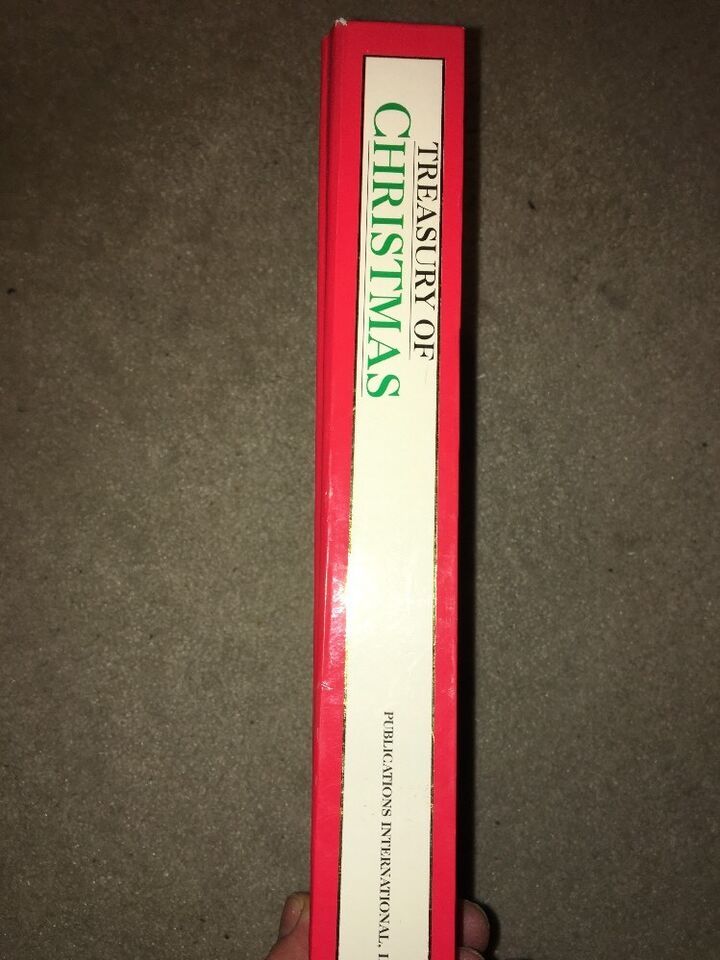 TREASURY OF
CHRISTMAS
PUBLICATIONS INTERNATIONAL,